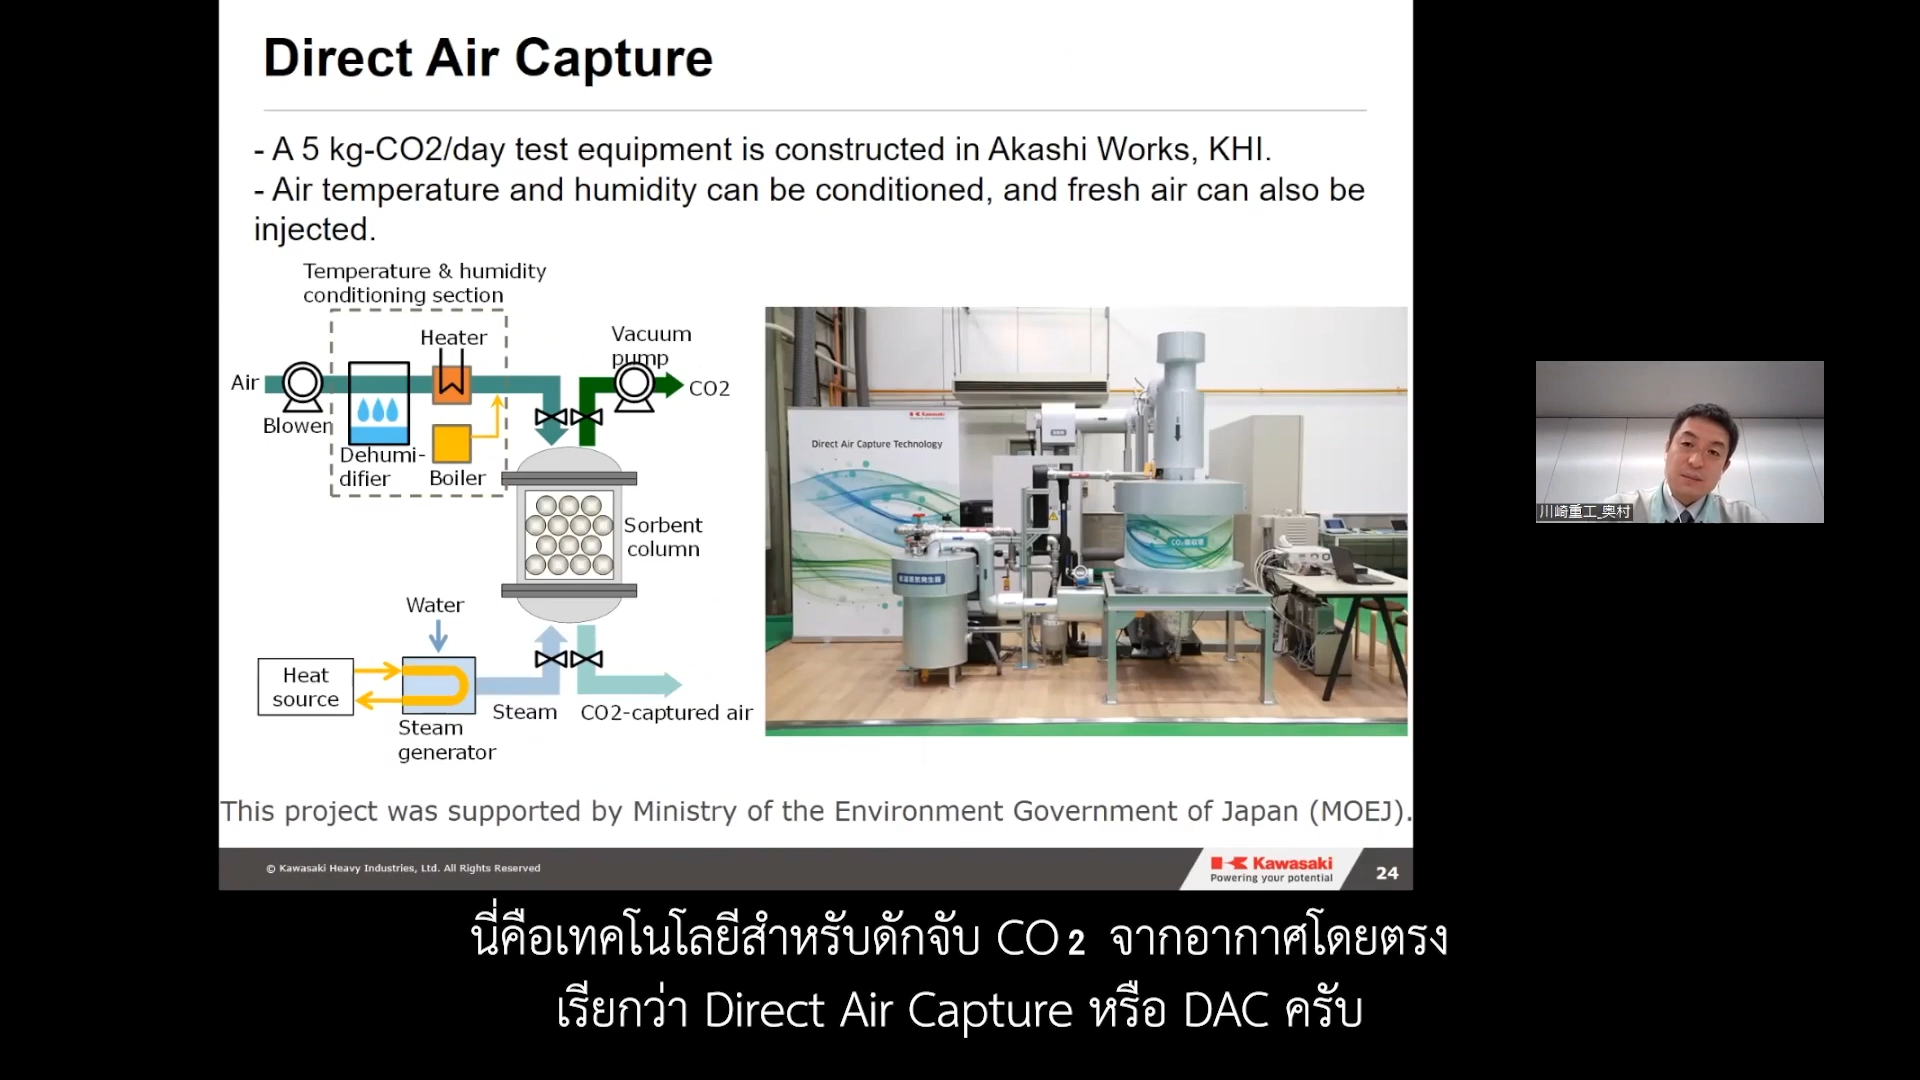 Direct Air Capture
- A 5 kg-CO2/day test equipment is constructed in Akashi Works, KHI.
- Air temperature and humidity can be conditioned, and fresh air can also be
injected.
Temperature & humidity
conditioning section
Heater
Vacuum
pump
Air
CO2
Blower
Dehumi-
difier
Boiler
Sorbent
column
Water
Heat
source
Steam
CO2-captured air
Steam
generator
Kawasaki
Direct Air Capture Technology
This project was supported by Ministry of the Environment Government of Japan (MOEJ).
© Kawasaki Heavy Industries, Ltd. All Rights Reserved
Kawasaki
Powering your potential
24
川崎重工_奥村
นี่คือเทคโนโลยีสำหรับดักจับ CO2 จากอากาศโดยตรง
เรียกว่า Direct Air Capture หรือ DAC ครับ